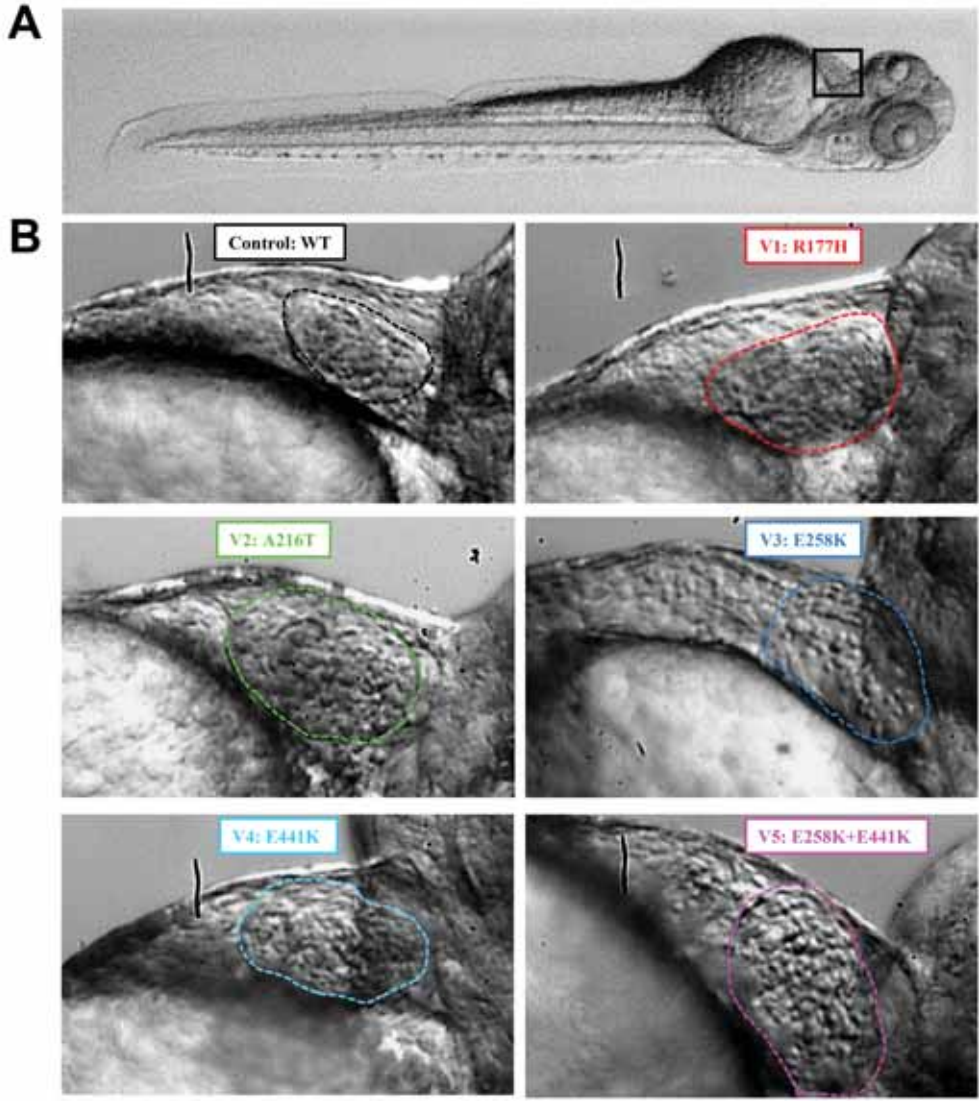 A
B
Control: WT
V1: R177H
V2: A216T
V3: E258K
V4: E441K
V5: E258K+E441K